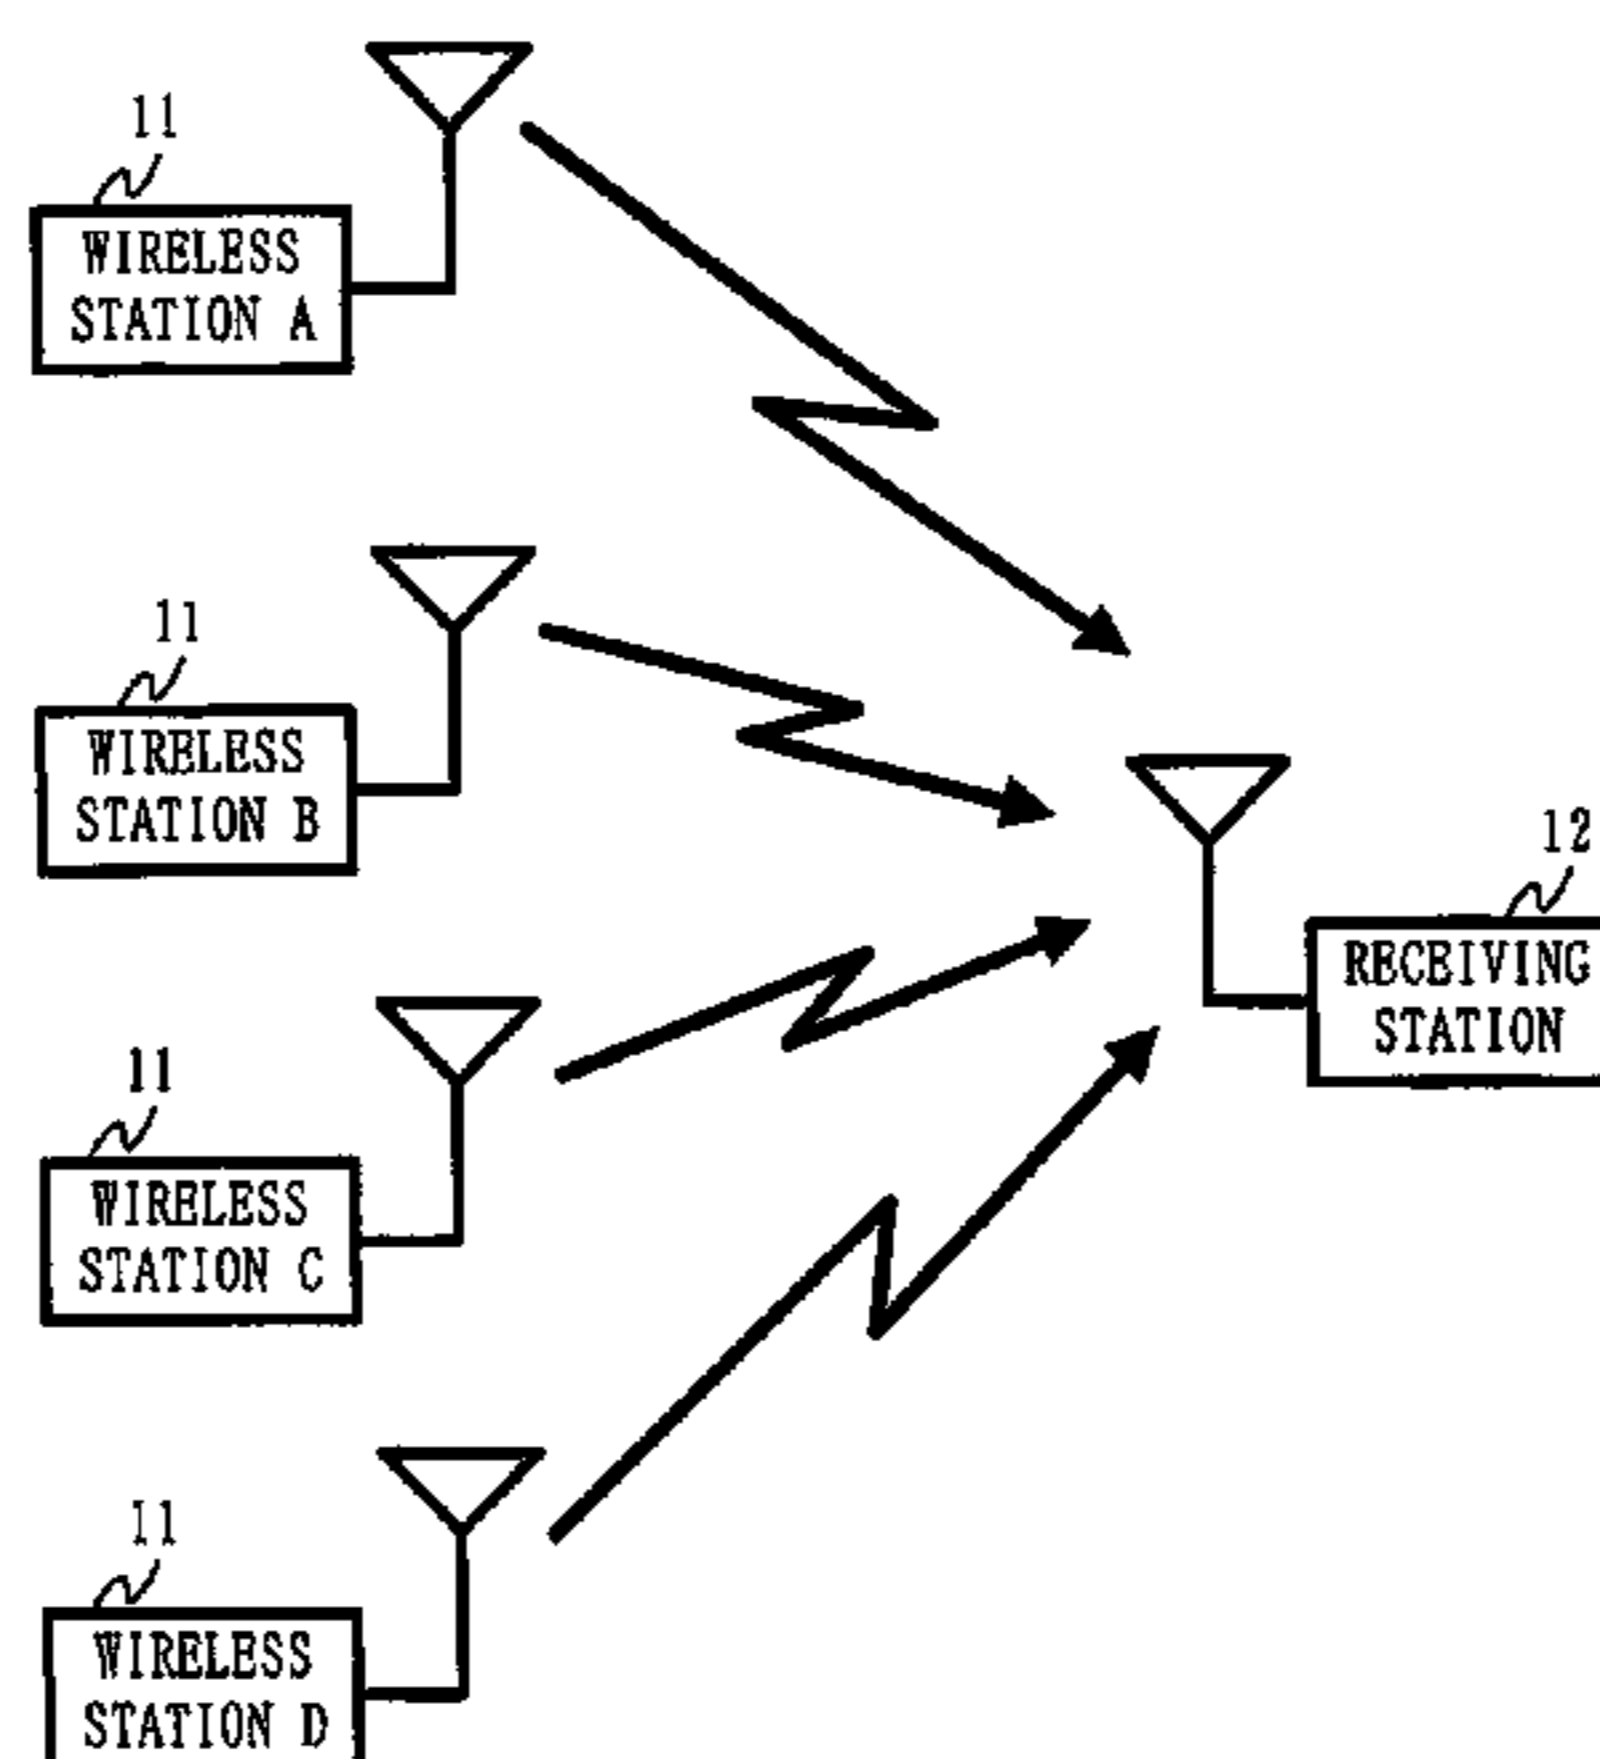 11
WIRELESS
STATION A
11
WIRELESS
STATION B
12
RECEIVING
STATION
11
WIRELESS
STATION C
11
WIRELESS
STATION D